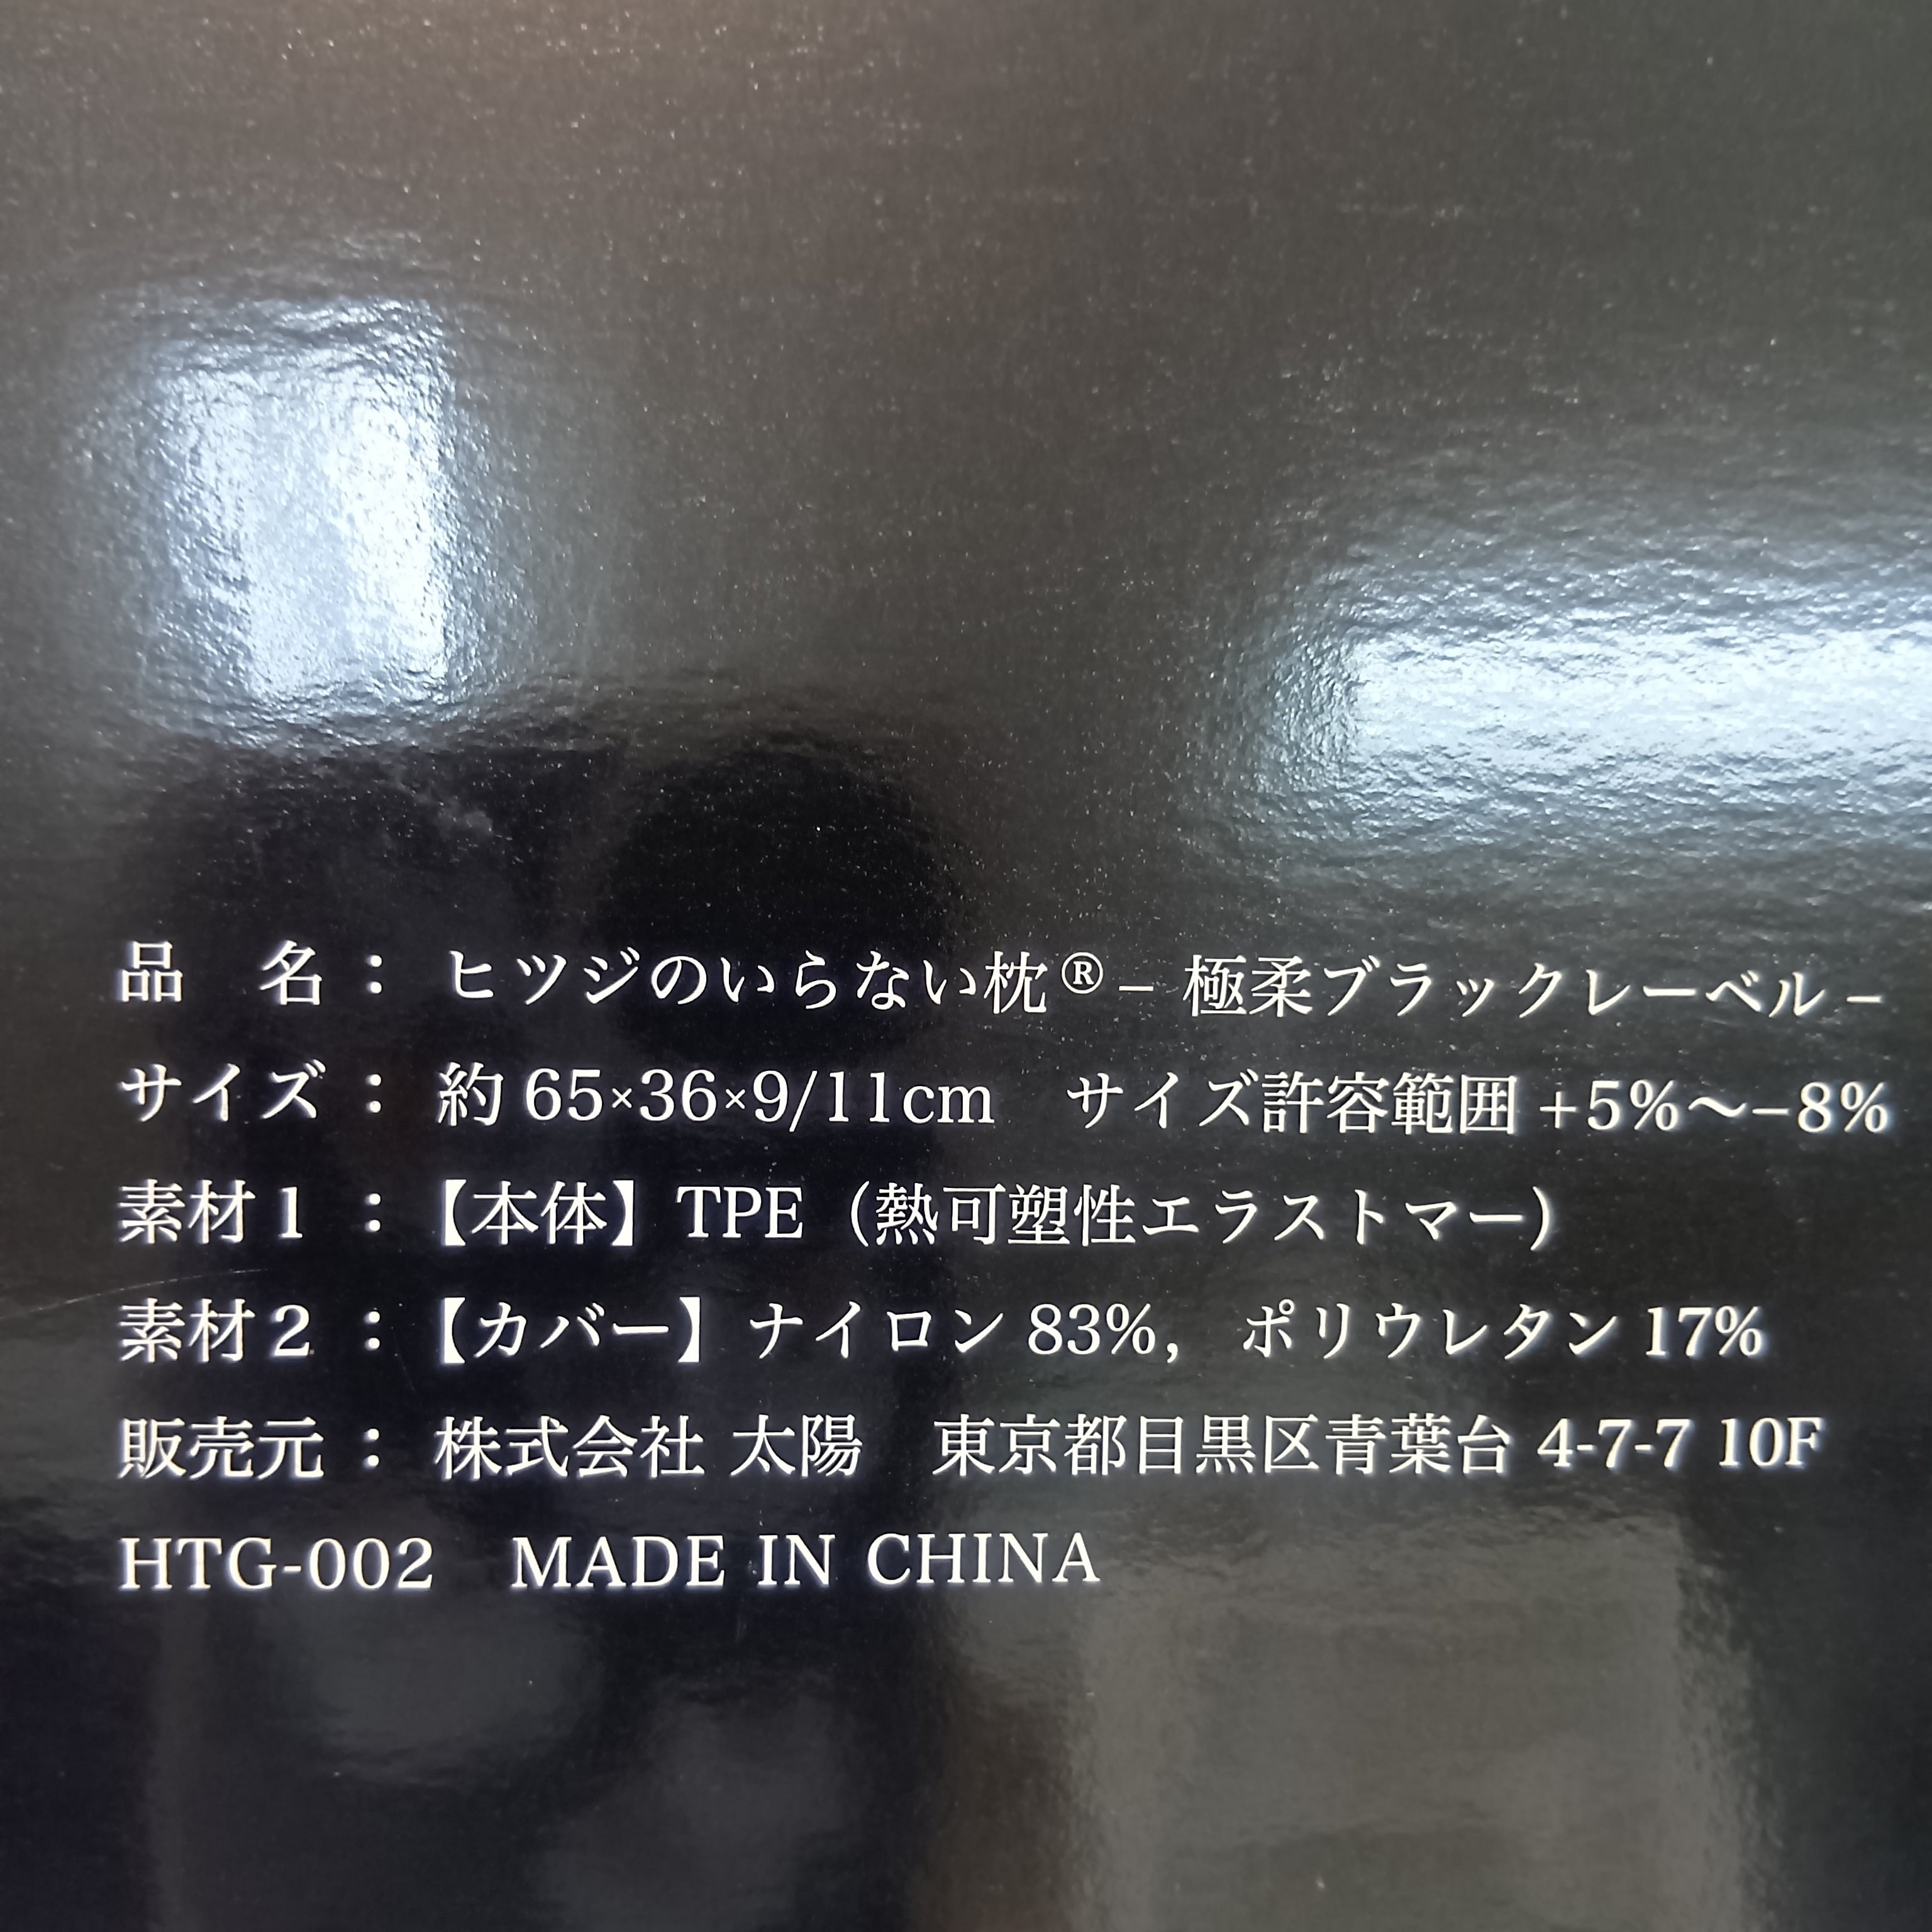 品　名：ヒツジのいらない枕®– 極柔ブラックレーベル –
サイズ：約 65×36×9/11cm　サイズ許容範囲 +5%〜−8%
素材1：【本体】TPE（熱可塑性エラストマー）
素材2：【カバー】ナイロン 83%， ポリウレタン 17%
販売元：株式会社 太陽　東京都目黒区青葉台 4-7-7 10F
HTG-002　MADE IN CHINA